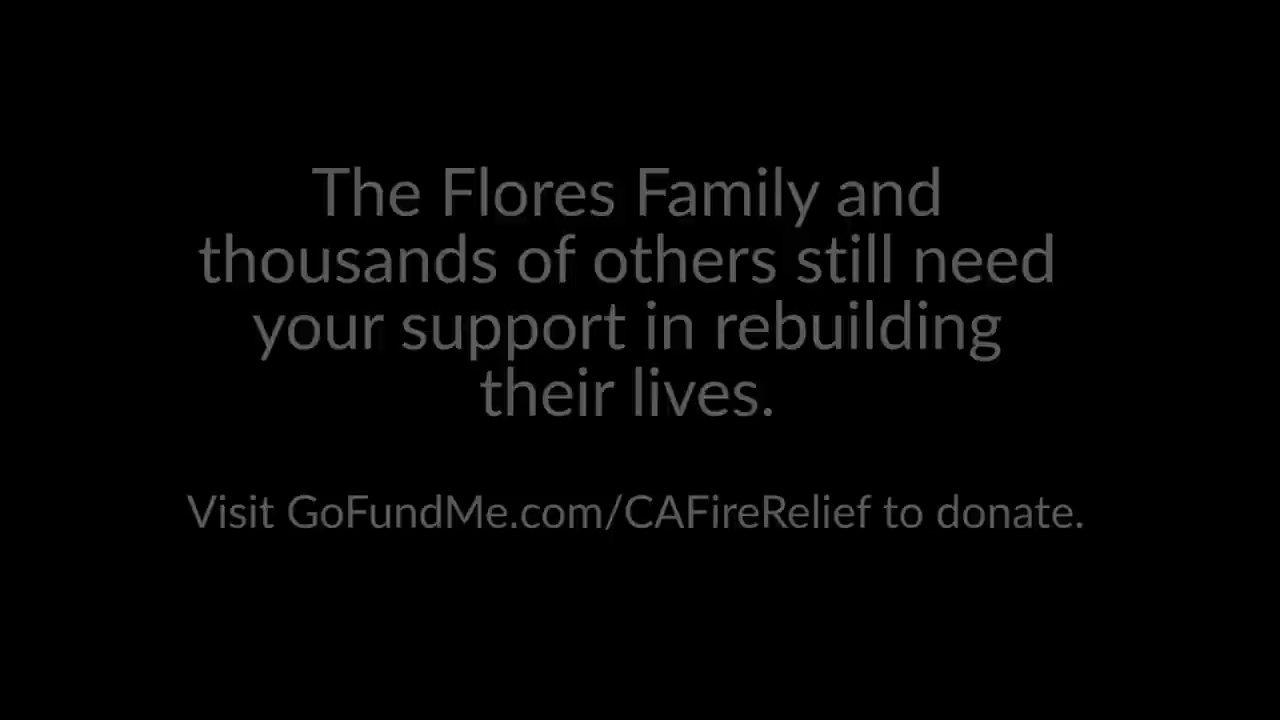 The Flores Family and
thousands of others still need
your support in rebuilding
their lives.
Visit GoFundMe.com/CAFireRelief to donate.